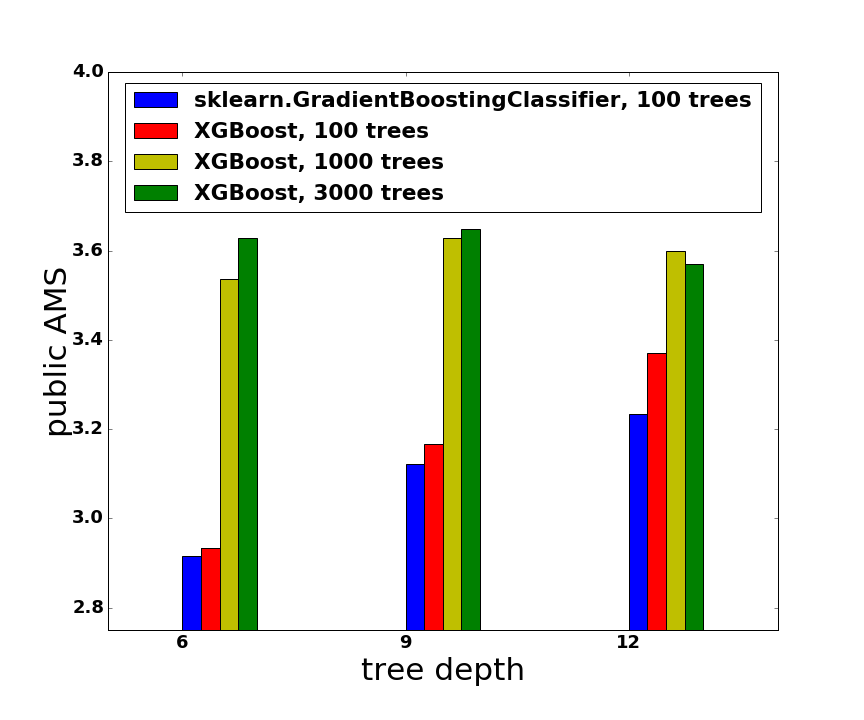 4.0
3.8
3.6
3.4
3.2
3.0
2.8
public AMS
sklearn.GradientBoostingClassifier, 100 trees
XGBoost, 100 trees
XGBoost, 1000 trees
XGBoost, 3000 trees
6 9 12
tree depth